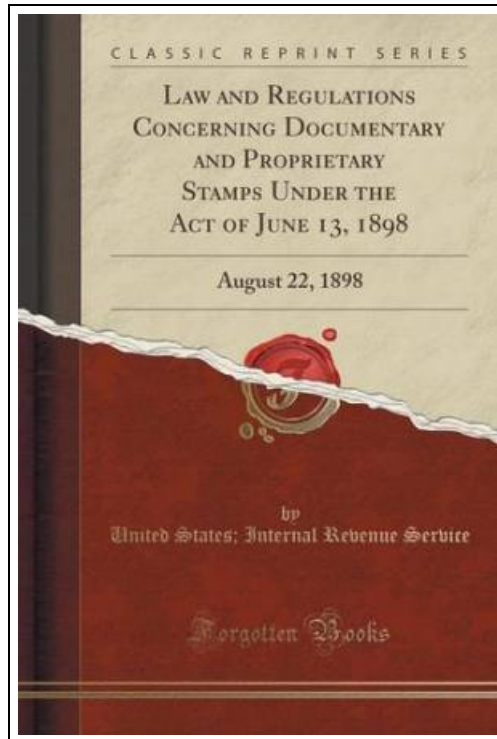 CLASSIC REPRINT SERIES
LAW AND REGULATIONS
CONCERNING DOCUMENTARY
AND PROPRIETARY
STAMPS UNDER THE
ACT OF JUNE 13, 1898
August 22, 1898
F
by
United States; Internal Revenue Service
Forgotten Books